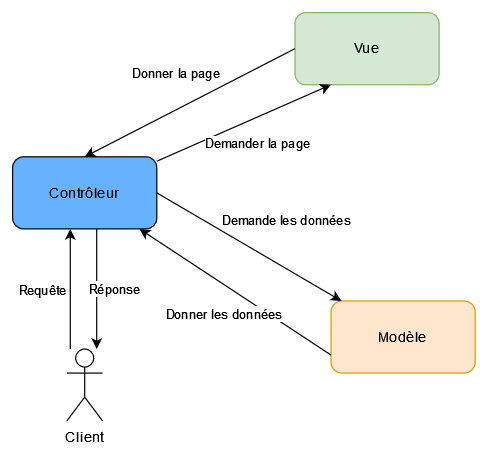 Vue
Donner la page
Demander la page
Contrôleur
Demande les données
Requête
Réponse
Donner les données
Modèle
Client